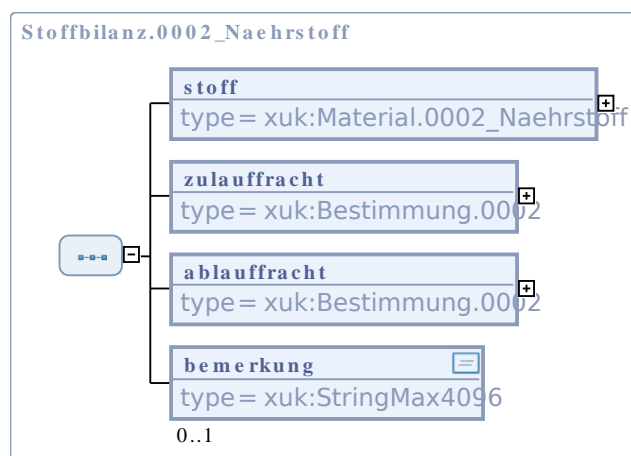 Stoffbilanz.0002_Naehrstoff
stoff
type= xuk:Material.0002_Naehrstoff
zulauffracht
type= xuk:Bestimmung.0002
ablauffracht
type= xuk:Bestimmung.0002
bemerkung
type= xuk:StringMax4096
0..1